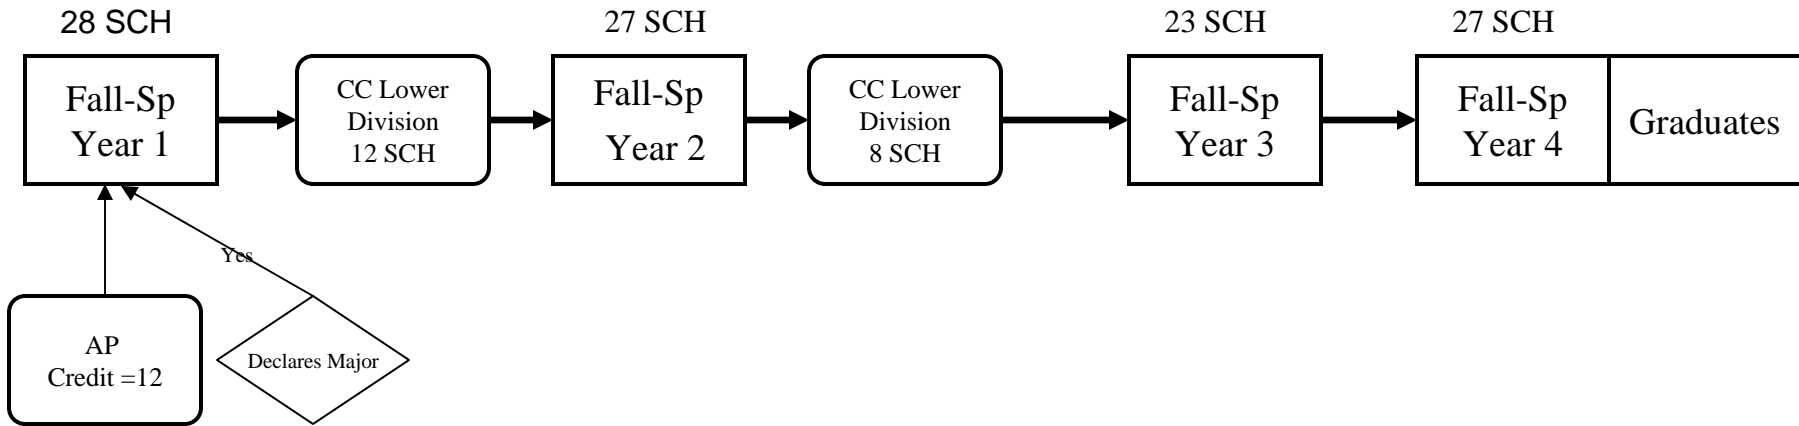 28 SCH
27 SCH
23 SCH
27 SCH
Fall-Sp
Year 1
CC Lower
Division
12 SCH
Fall-Sp
Year 2
CC Lower
Division
8 SCH
Fall-Sp
Year 3
Fall-Sp
Year 4
Graduates
Yes
AP
Credit =12
Declares Major